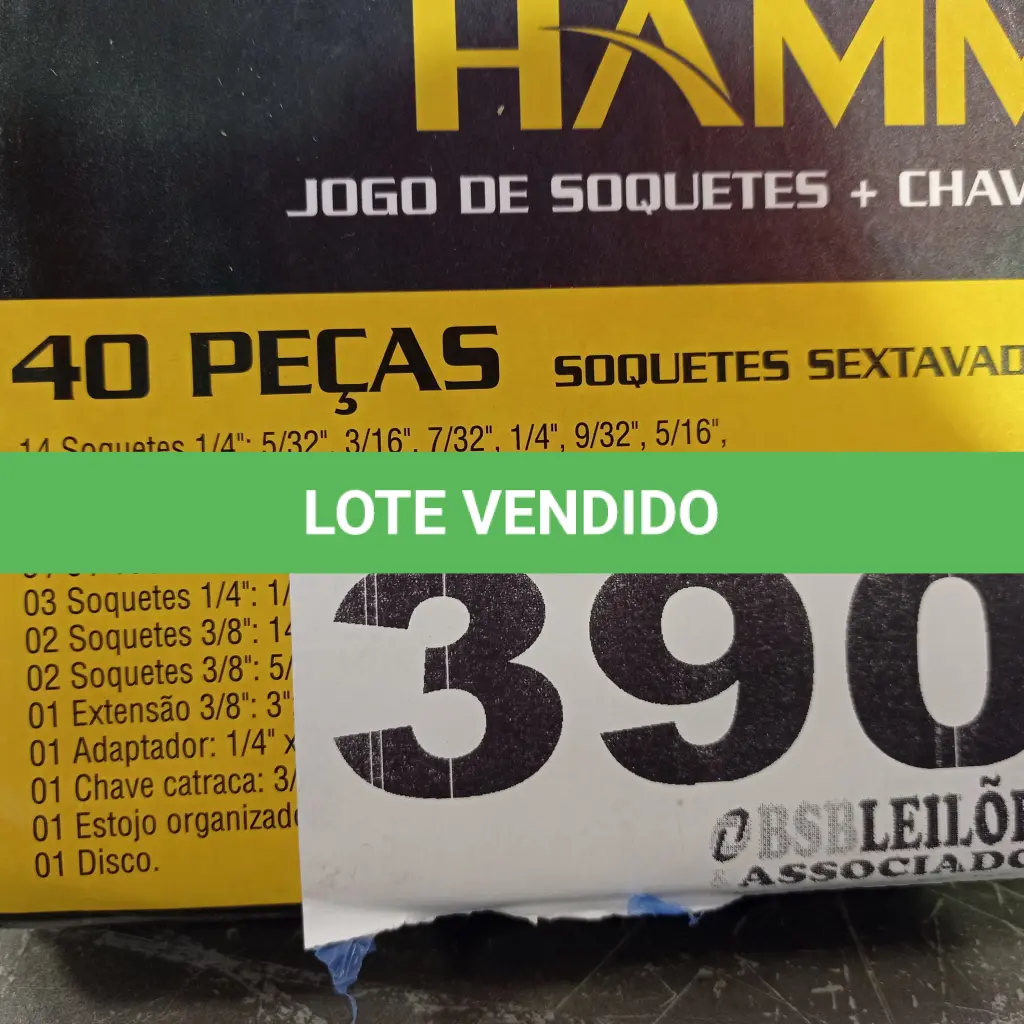 HAMM
JOGO DE SOQUETES + CHAV
40 PEÇAS SOQUETES SEXTAVAD
14 Soquetes 1/4": 5/32", 3/16", 7/32", 1/4", 9/32", 5/16",
LOTE VENDIDO
03 Soquetes 1/4": 1/
02 Soquetes 3/8": 14
02 Soquetes 3/8": 5/
01 Extensão 3/8": 3"
01 Adaptador: 1/4" x
01 Chave catraca: 3/
01 Estojo organizado
01 Disco.
390
BSBLEILÕE
& ASSOCIADO